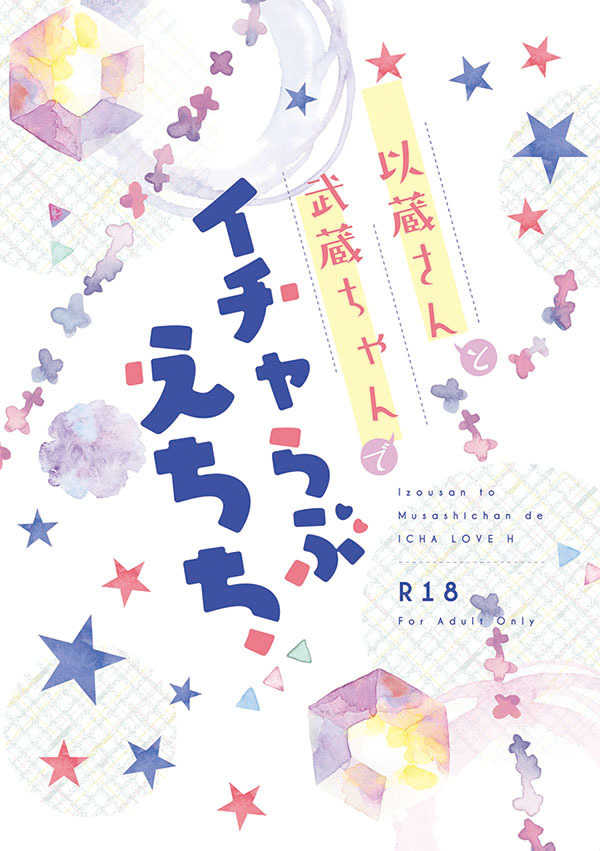 以蔵さんと
武蔵ちゃんで
イチャらぶ
えちち
Izousan to
Musashichan de
ICHA LOVE H
R18
For Adult Only